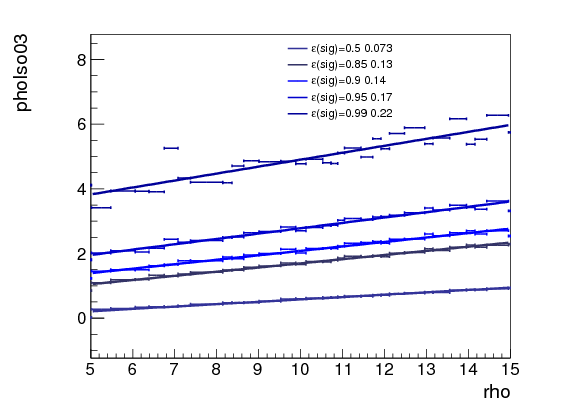 phoIso03
8
6
4
2
0
ε(sig)=0.5 0.073
ε(sig)=0.85 0.13
ε(sig)=0.9 0.14
ε(sig)=0.95 0.17
ε(sig)=0.99 0.22
5 6 7 8 9 10 11 12 13 14 15
rho